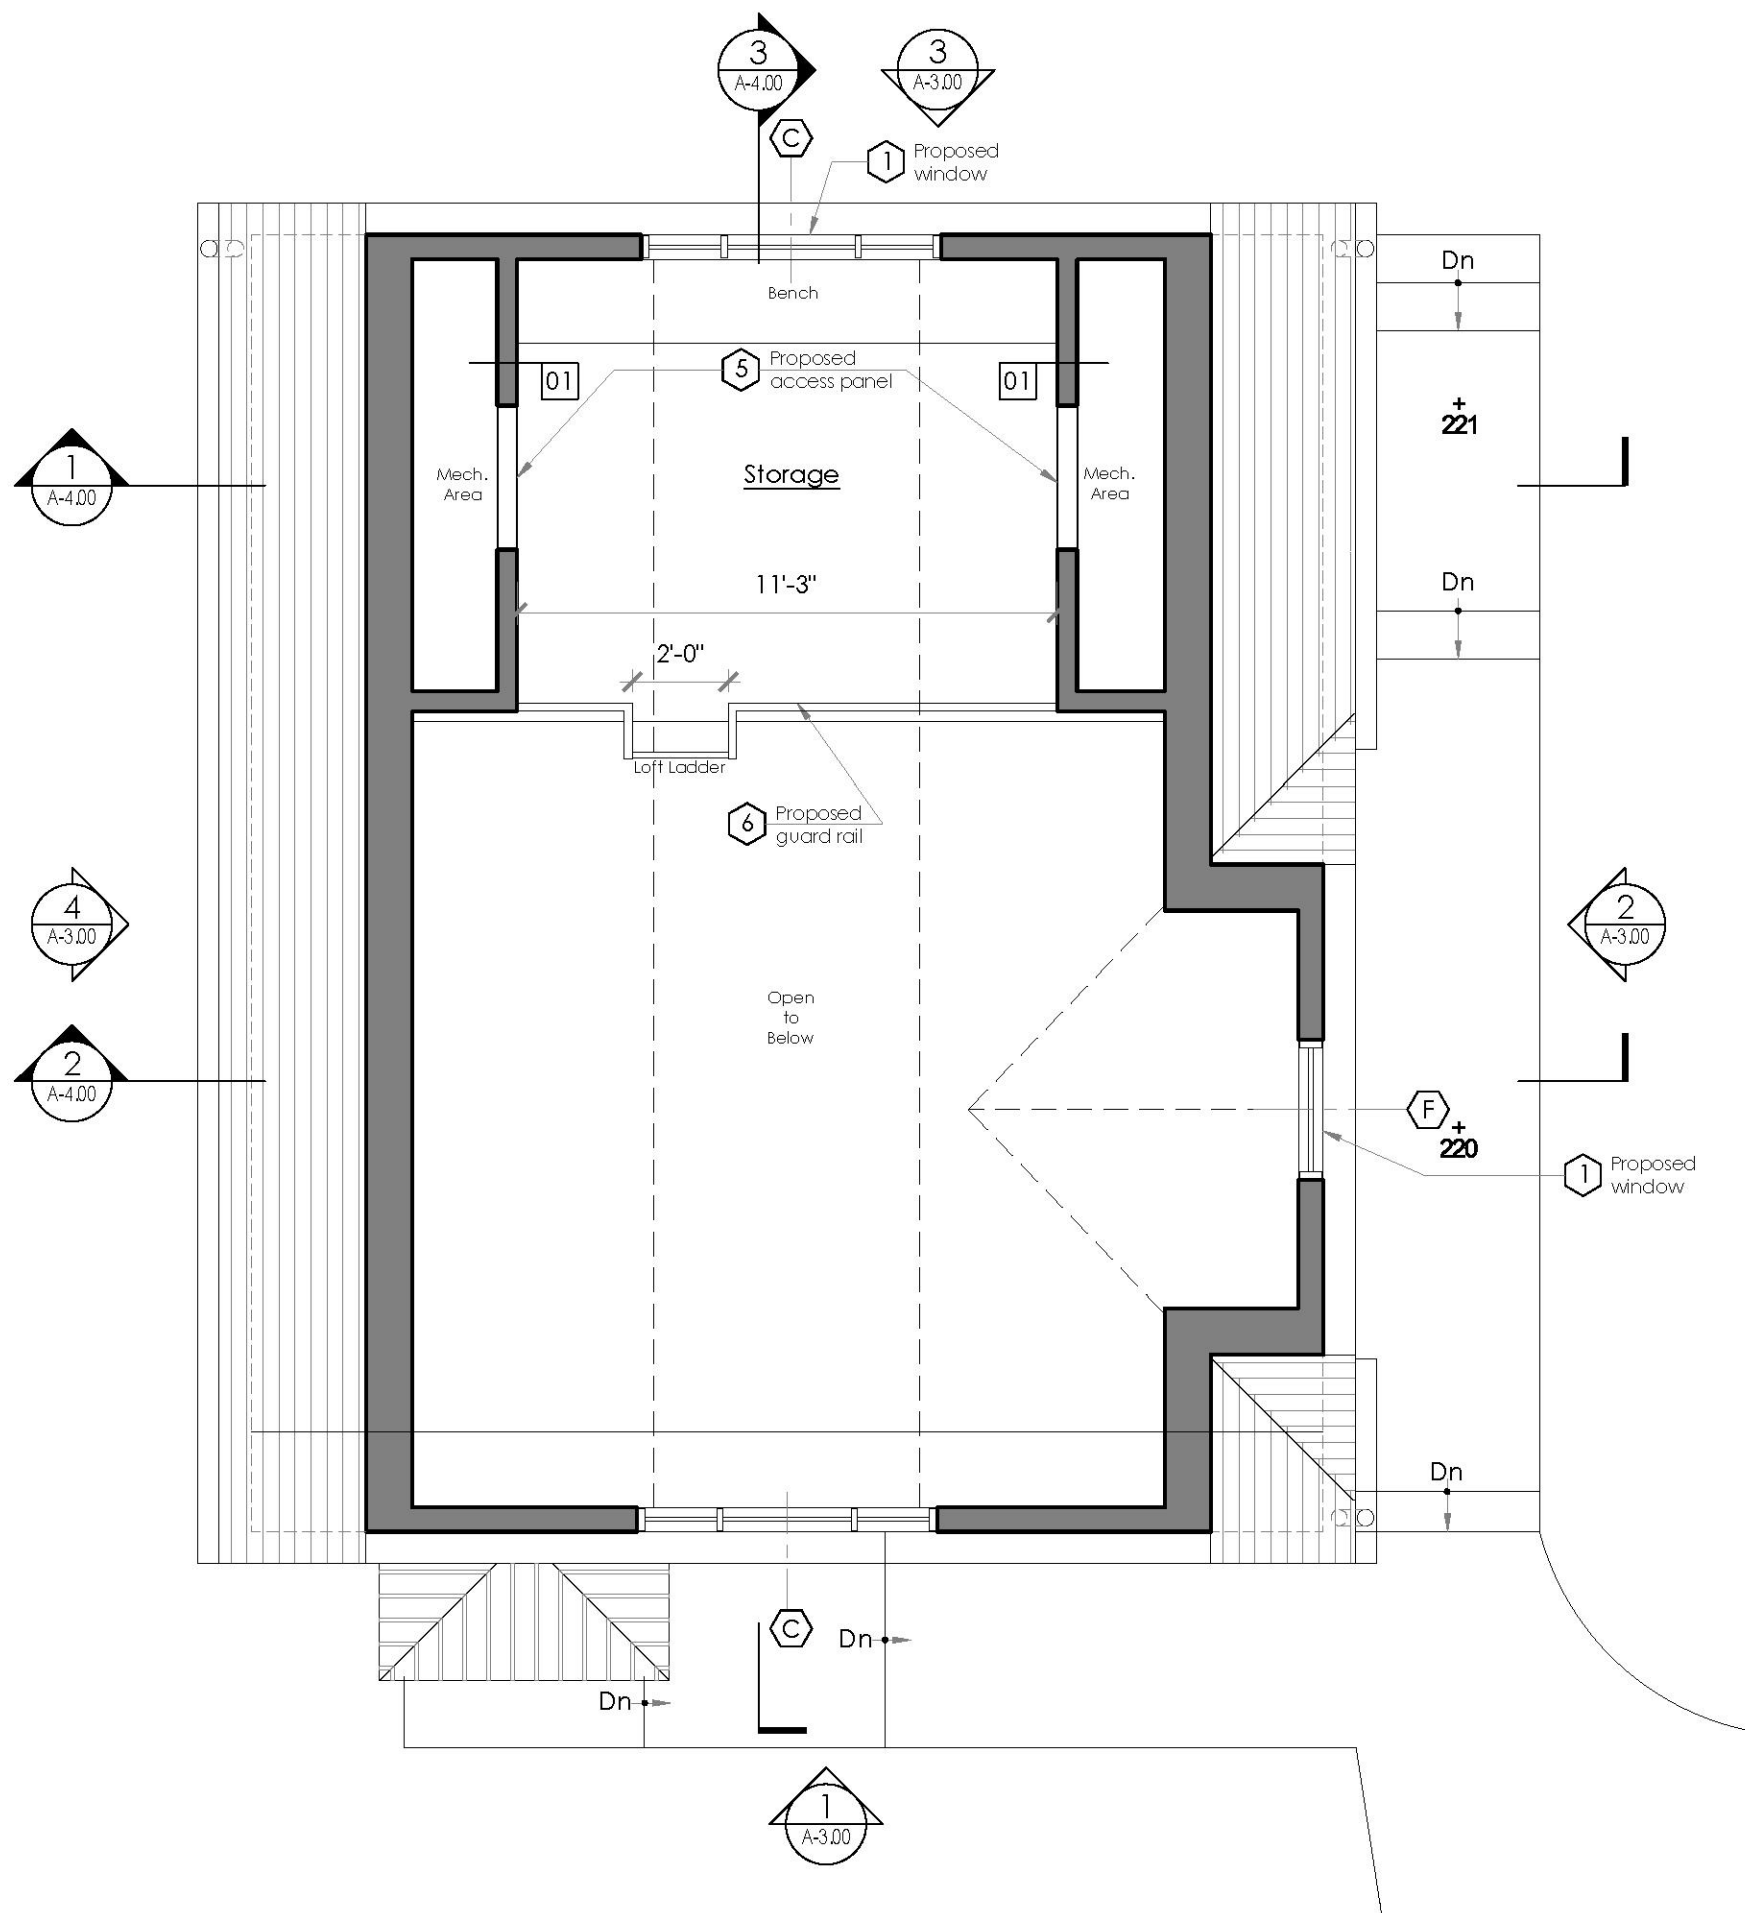 3
A-4.00
3
A-3.00
C
1
Proposed
window
Dn
Bench
5
Proposed
access panel
01
01
+
221
1
A-4.00
Mech.
Area
Storage
Mech.
Area
11'-3"
Dn
2'-0"
Loft Ladder
6
Proposed
guard rail
4
A-3.00
2
A-3.00
Open
to
Below
2
A-4.00
F
+
220
1
Proposed
window
Dn
C
Dn
Dn
1
A-3.00